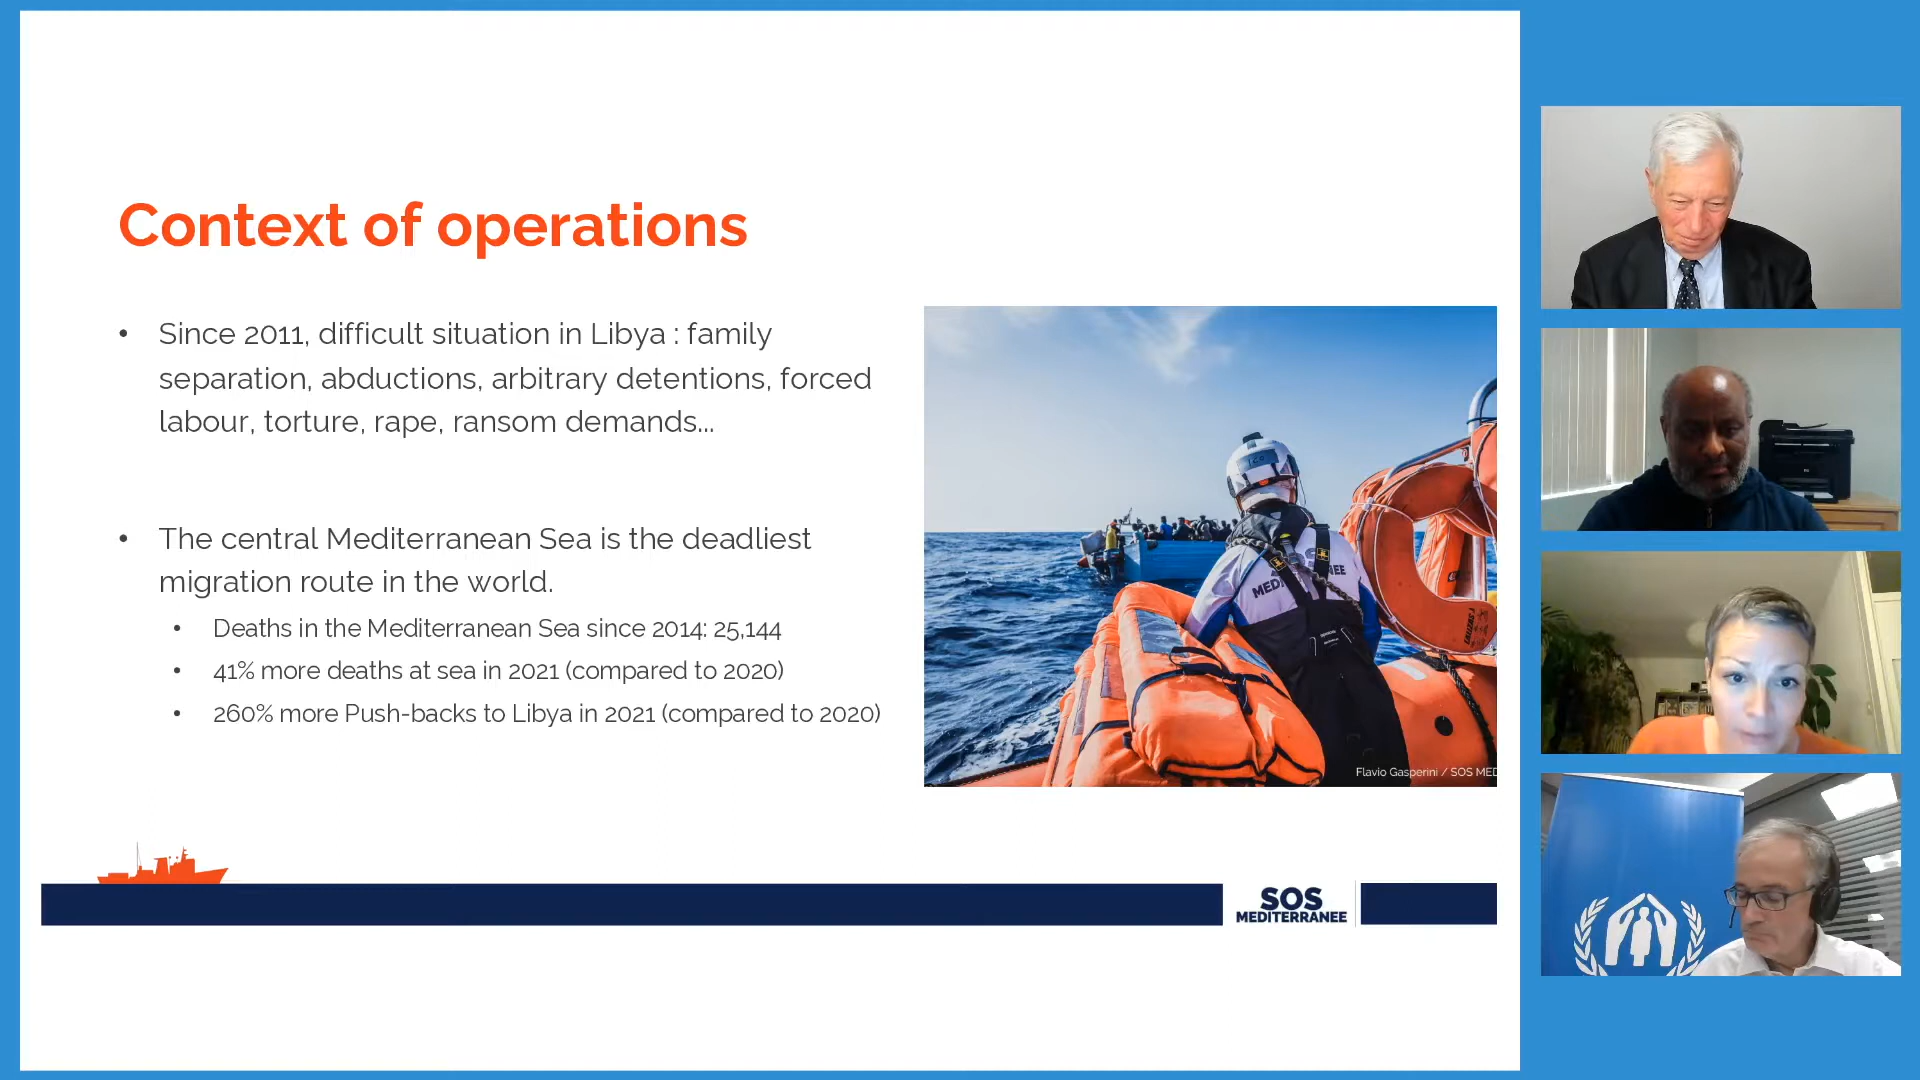 Context of operations
• Since 2011, difficult situation in Libya : family
separation, abductions, arbitrary detentions, forced
labour, torture, rape, ransom demands...
• The central Mediterranean Sea is the deadliest
migration route in the world.
• Deaths in the Mediterranean Sea since 2014: 25,144
• 41% more deaths at sea in 2021 (compared to 2020)
• 260% more Push-backs to Libya in 2021 (compared to 2020)
Flavio Gasperini / SOS MED
SOS
MEDITERRANEE